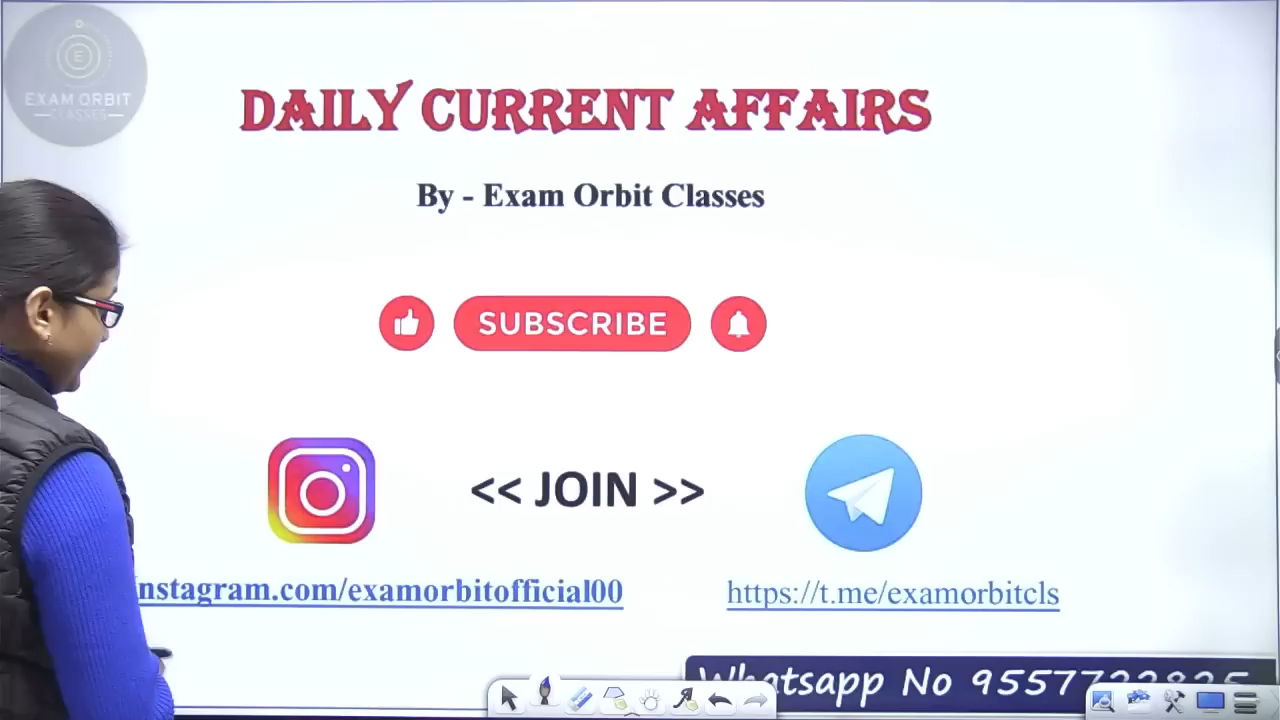 E
EXAM ORBIT
CLASSES
DAILY CURRENT AFFAIRS
By - Exam Orbit Classes
SUBSCRIBE
<< JOIN >>
nstagram.com/examorbitofficial00
https://t.me/examorbitcls
Whatsapp No